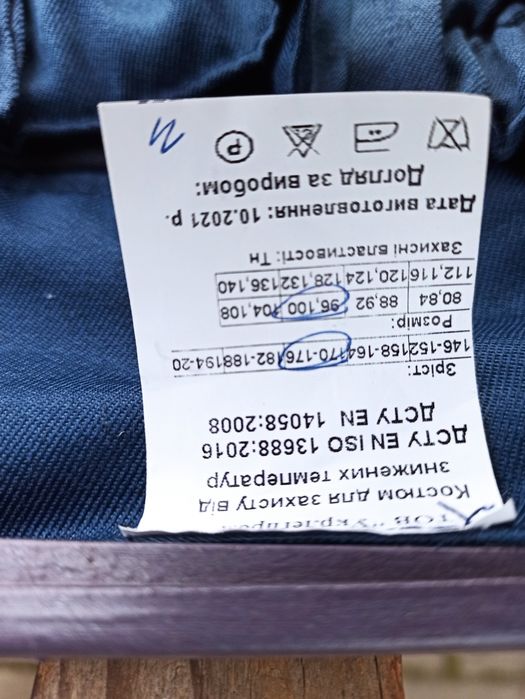 ТОВ "Укрлегпром
Костюм для захисту від
знижених температур
ДСТУ EN ISO 13688:2016
ДСТУ EN 14058:2008
Зріст:
146-152 158-164 170-176 182-188 194-20
Розмір:
80,84 88,92 96,100 104,108
112,116 120,124 128,132 136,140
Захисні властивості: Тн
Дата виготовлення: 10.2021 р.
Догляд за виробом:
P